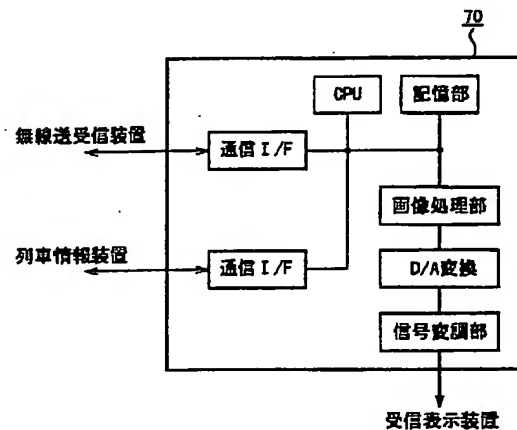 70
CPU
記憶部
無線送受信装置
通信 I/F
画像処理部
列車情報装置
通信 I/F
D/A変換
信号変調部
受信表示装置